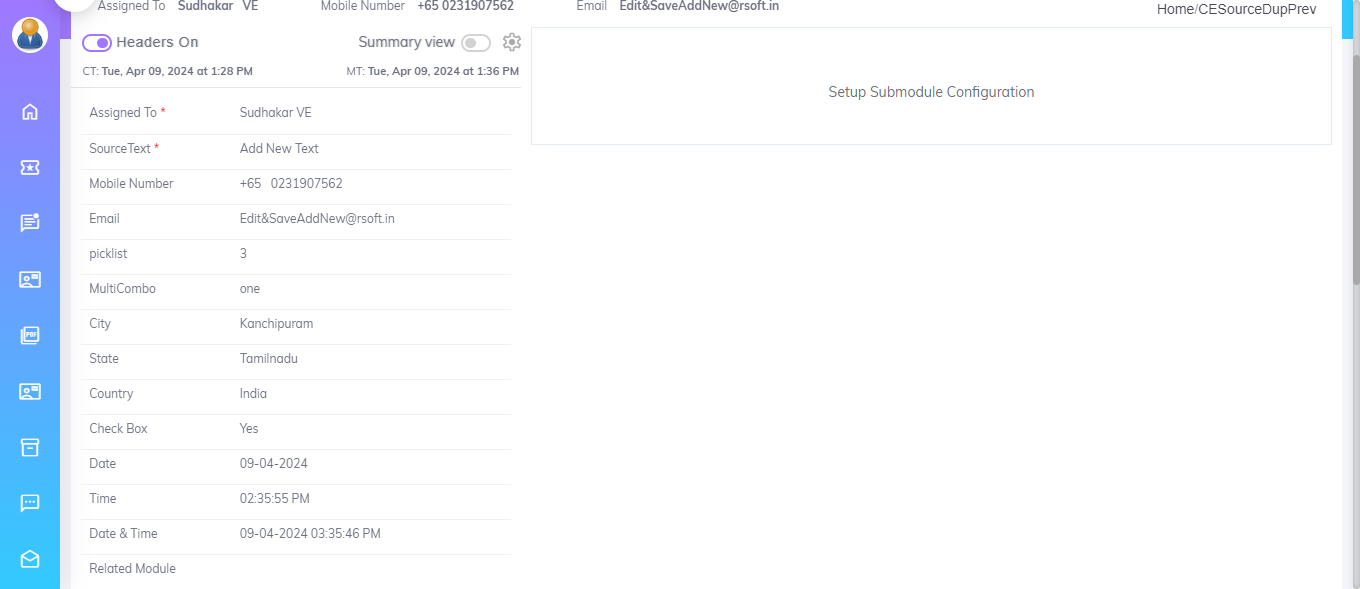 Assigned To Sudhakar VE Mobile Number +65 0231907562 Email Edit&SaveAddNew@rsoft.in
Home/CESourceDupPrev
Headers On Summary view
CT: Tue, Apr 09, 2024 at 1:28 PM MT: Tue, Apr 09, 2024 at 1:36 PM
Setup Submodule Configuration
Assigned To * Sudhakar VE
SourceText * Add New Text
Mobile Number +65 0231907562
Email Edit&SaveAddNew@rsoft.in
picklist 3
MultiCombo one
City Kanchipuram
State Tamilnadu
Country India
Check Box Yes
Date 09-04-2024
Time 02:35:55 PM
Date & Time 09-04-2024 03:35:46 PM
Related Module
PDF